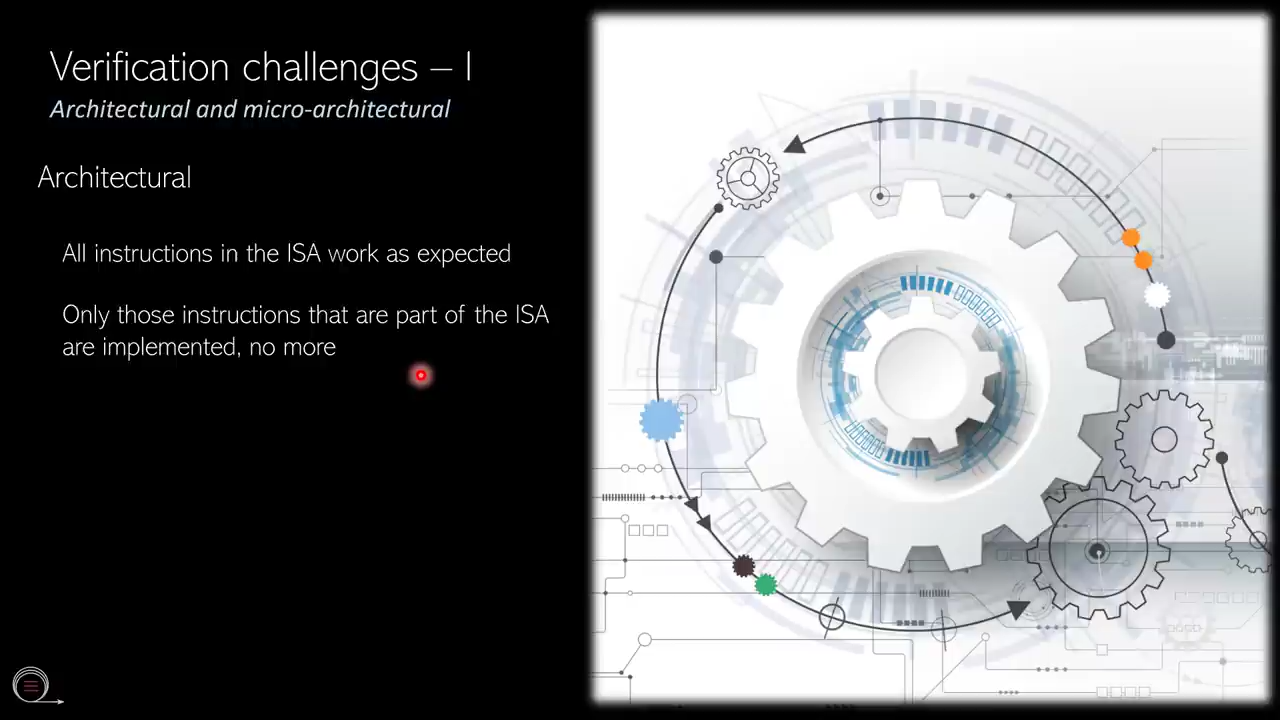 Verification challenges – I
Architectural and micro-architectural
Architectural
All instructions in the ISA work as expected
Only those instructions that are part of the ISA
are implemented, no more